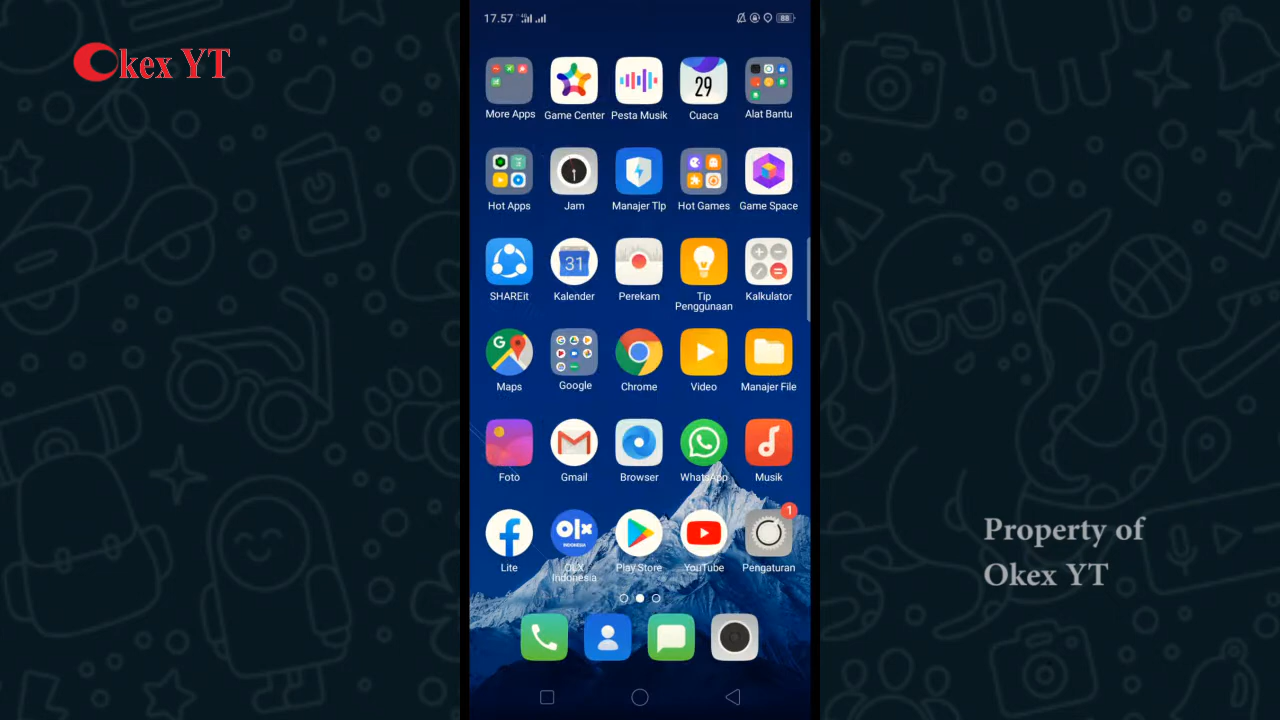 17.57
88
Okex YT
29
More Apps
Game Center
Pesta Musik
Cuaca
Alat Bantu
Hot Apps
Jam
Manajer Tlp
Hot Games
Game Space
31
SHAREit
Kalender
Perekam
Tip
Penggunaan
Kalkulator
G
Maps
Google
Chrome
Video
Manajer File
Foto
Gmail
Browser
WhatsApp
Musik
1
olx
INDONESIA
Lite
OLX
Indonesia
Play Store
YouTube
Pengaturan
Property of
Okex YT